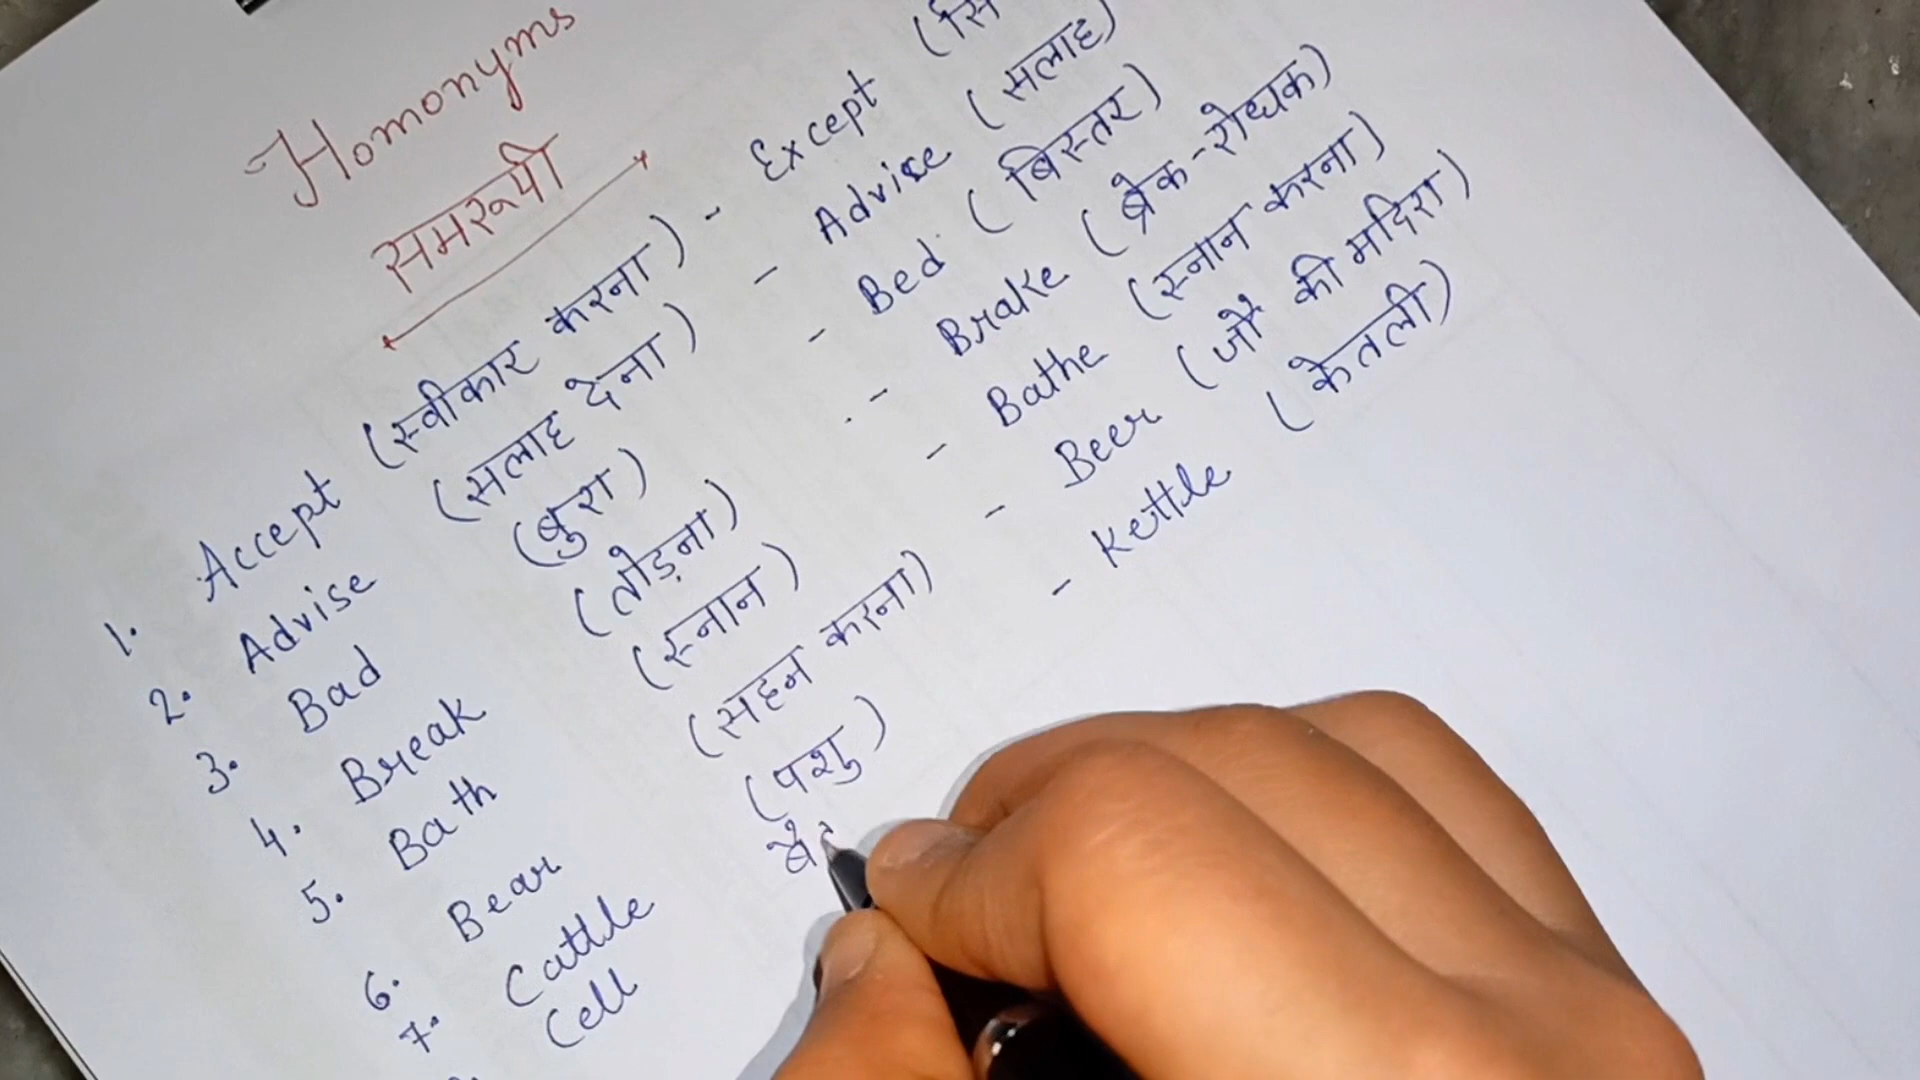 Homonyms
समरूपी
1. Accept (स्वीकार करना) - Except (सि
2. Advise (सलाह देना) - Advice (सलाह)
3. Bad (बुरा) - Bed (बिस्तर)
4. Break (तोड़ना) - Brake (ब्रेक-रोधक)
5. Bath (स्नान) - Bathe (स्नान करना)
6. Bear (सहन करना) - Beer (जौ की मदिरा)
7. Cattle (पशु) - Kettle (केतली)
Cell